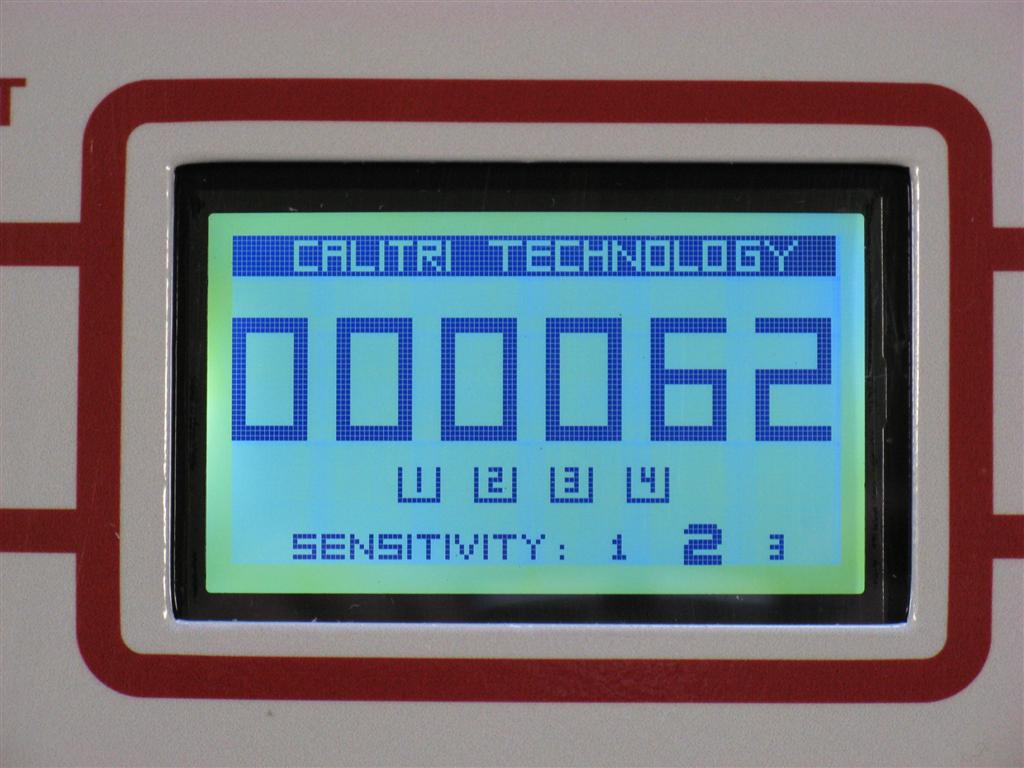 T
CALITRI TECHNOLOGY
000062
1 2 3 4
SENSITIVITY: 1 2 3